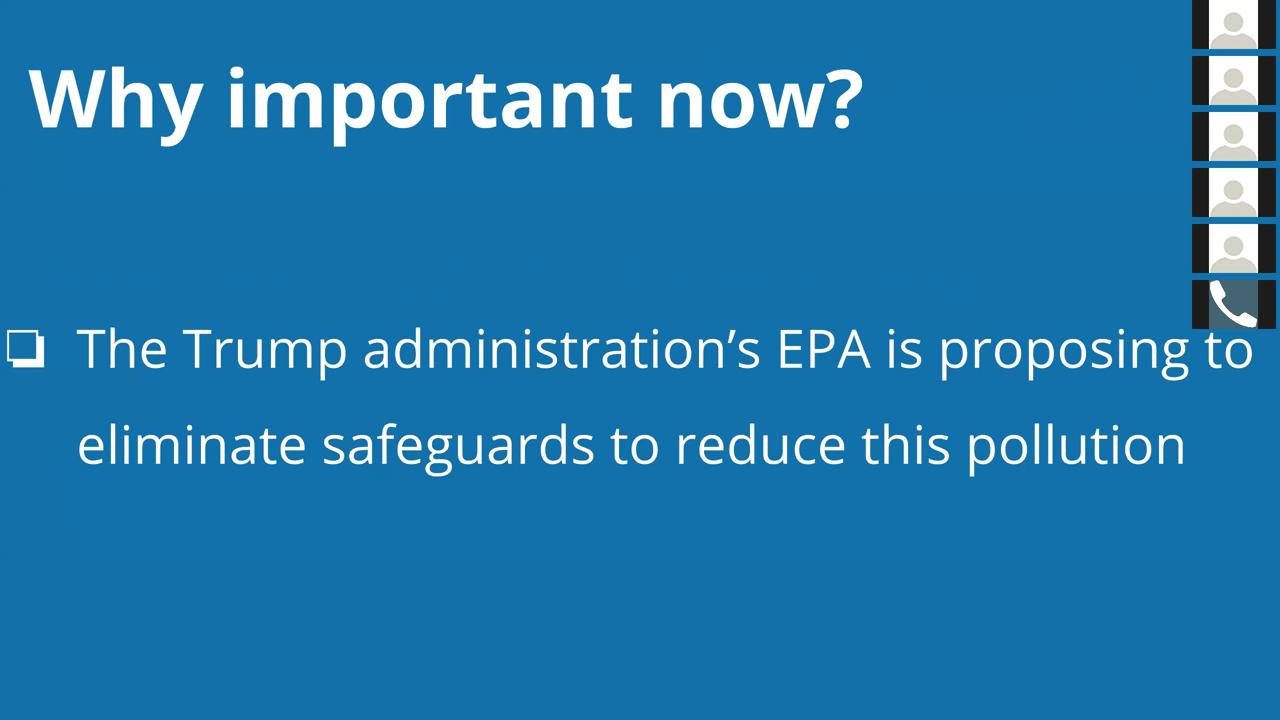 Why important now?
❏ The Trump administration’s EPA is proposing to
eliminate safeguards to reduce this pollution